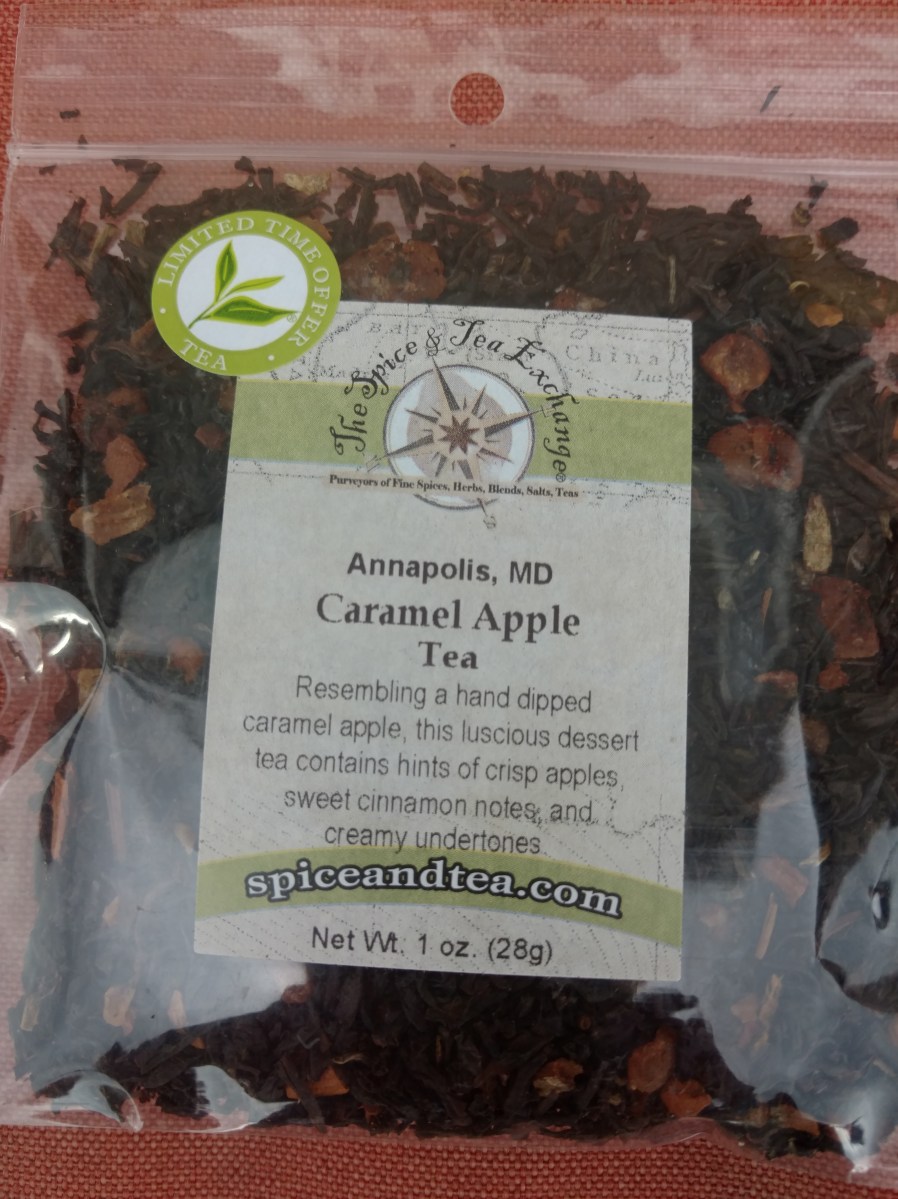 LIMITED TIME OFFER
TEA
China
The Spice & Tea Exchange®
Purveyors of Fine Spices, Herbs, Blends, Salts, Teas
Annapolis, MD
Caramel Apple
Tea
Resembling a hand dipped
caramel apple, this luscious dessert
tea contains hints of crisp apples,
sweet cinnamon notes, and
creamy undertones.
spiceandtea.com
Net Wt. 1 oz. (28g)